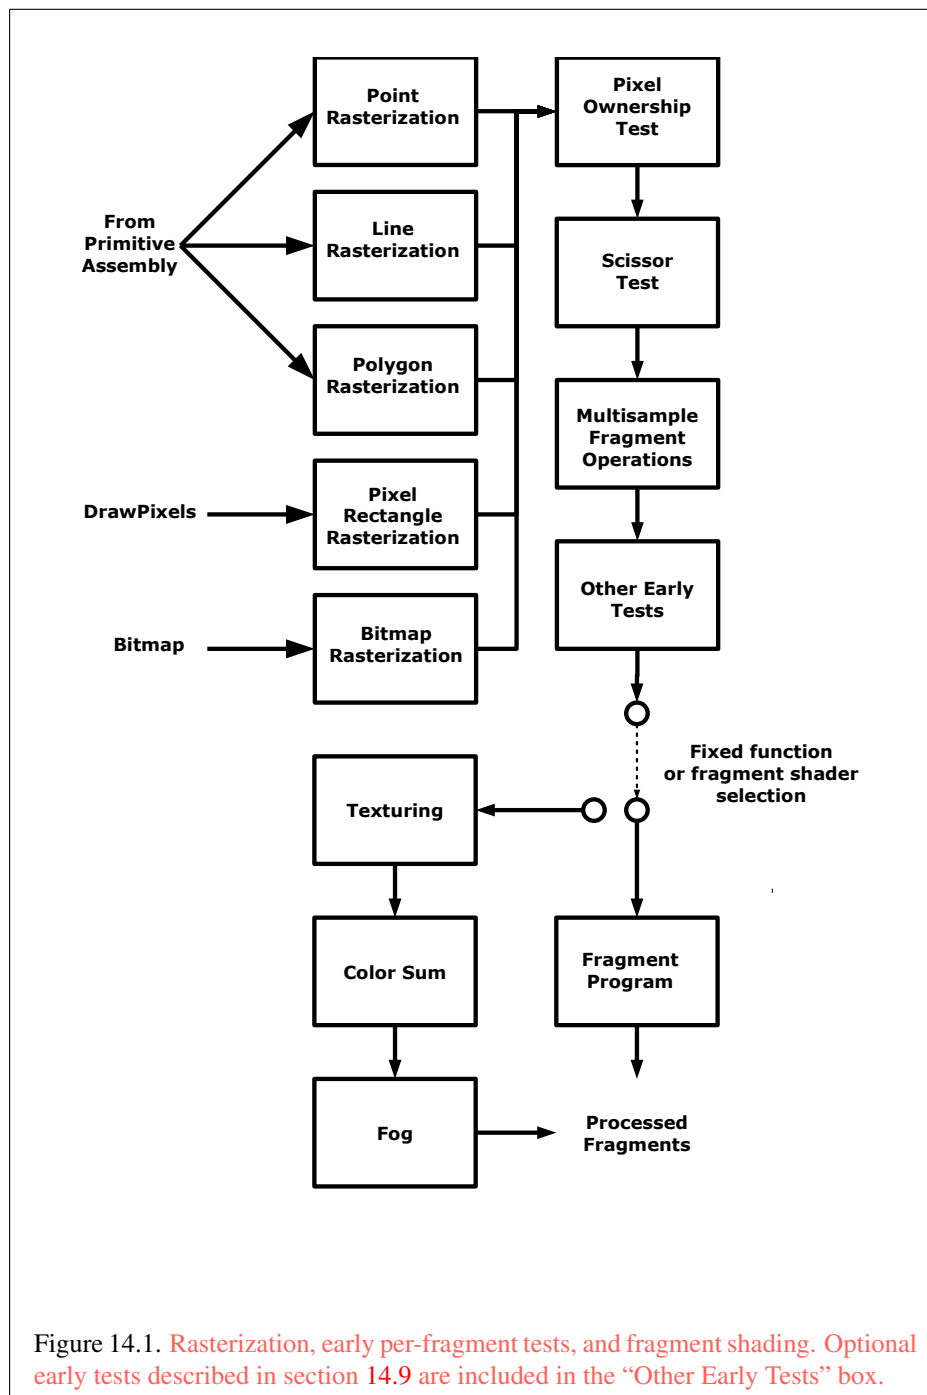 Point
Rasterization
Pixel
Ownership
Test
From
Primitive
Assembly
Line
Rasterization
Scissor
Test
Polygon
Rasterization
Multisample
Fragment
Operations
DrawPixels
Pixel
Rectangle
Rasterization
Other Early
Tests
Bitmap
Bitmap
Rasterization
Fixed function
or fragment shader
selection
Texturing
Color Sum
Fragment
Program
Fog
Processed
Fragments
Figure 14.1. Rasterization, early per-fragment tests, and fragment shading. Optional
early tests described in section 14.9 are included in the “Other Early Tests” box.